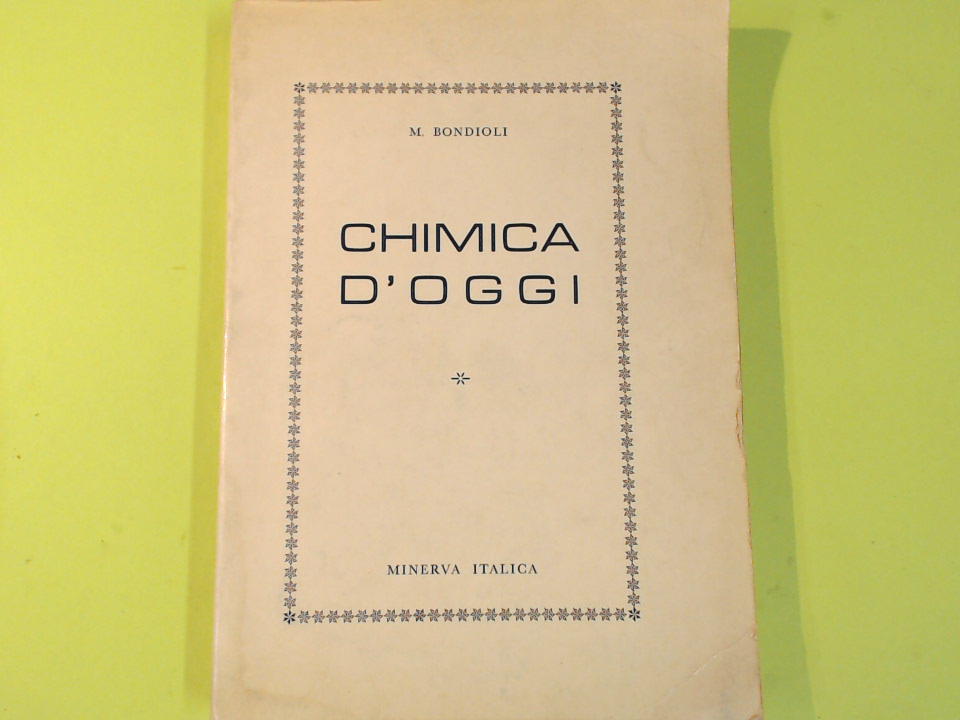 M. BONDIOLI
CHIMICA
D'OGGI
MINERVA ITALICA